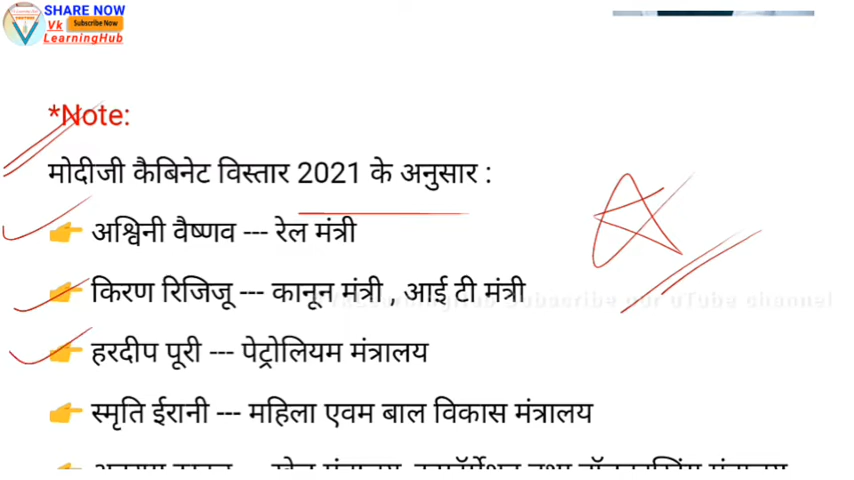 SHARE NOW
Vk Subscribe Now
LearningHub
*Note:
मोदीजी कैबिनेट विस्तार 2021 के अनुसार :
👉 अश्विनी वैष्णव --- रेल मंत्री
👉 किरण रिजिजू --- कानून मंत्री , आई टी मंत्री
👉 हरदीप पूरी --- पेट्रोलियम मंत्रालय
👉 स्मृति ईरानी --- महिला एवम बाल विकास मंत्रालय